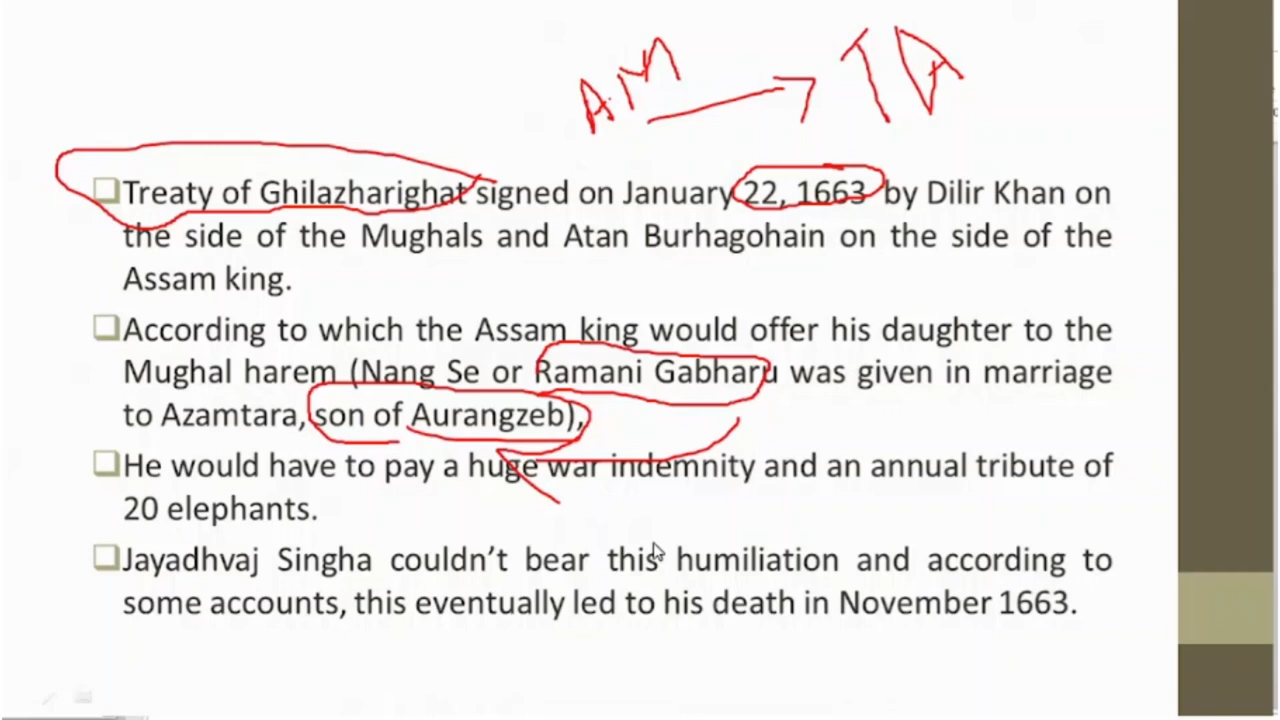 AM TA
Treaty of Ghilazharighat signed on January 22, 1663 by Dilir Khan on
the side of the Mughals and Atan Burhagohain on the side of the
Assam king.
According to which the Assam king would offer his daughter to the
Mughal harem (Nang Se or Ramani Gabharu was given in marriage
to Azamtara, son of Aurangzeb),
He would have to pay a huge war indemnity and an annual tribute of
20 elephants.
Jayadhvaj Singha couldn't bear this humiliation and according to
some accounts, this eventually led to his death in November 1663.